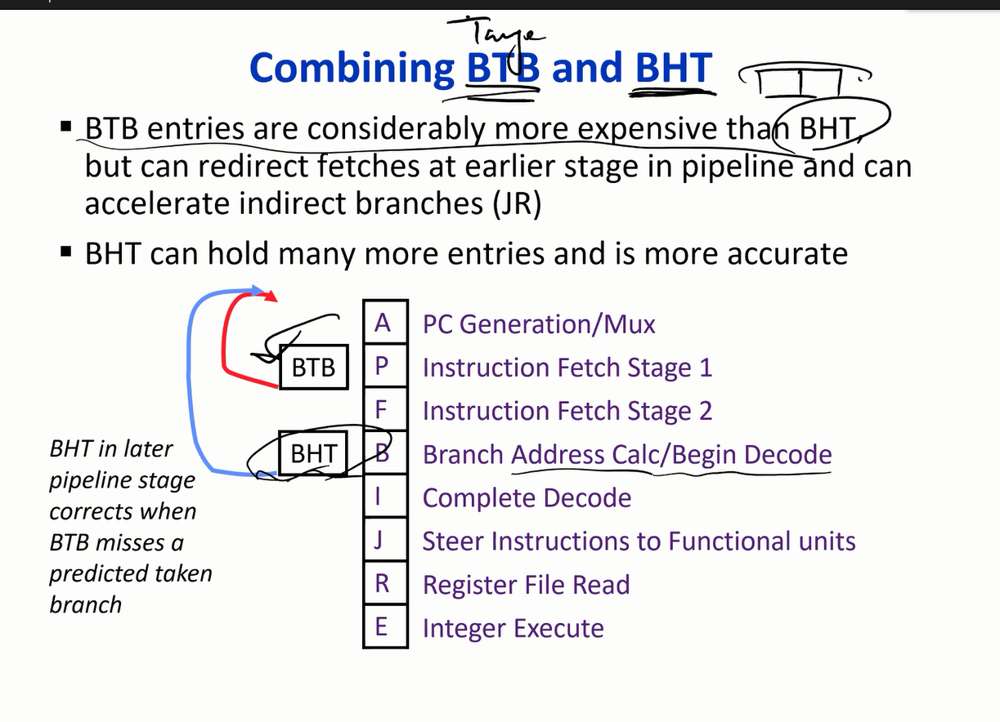 Combining BTB and BHT
▪ BTB entries are considerably more expensive than BHT,
but can redirect fetches at earlier stage in pipeline and can
accelerate indirect branches (JR)
▪ BHT can hold many more entries and is more accurate
A PC Generation/Mux
BTB P Instruction Fetch Stage 1
F Instruction Fetch Stage 2
BHT B Branch Address Calc/Begin Decode
I Complete Decode
J Steer Instructions to Functional units
R Register File Read
E Integer Execute
BHT in later
pipeline stage
corrects when
BTB misses a
predicted taken
branch